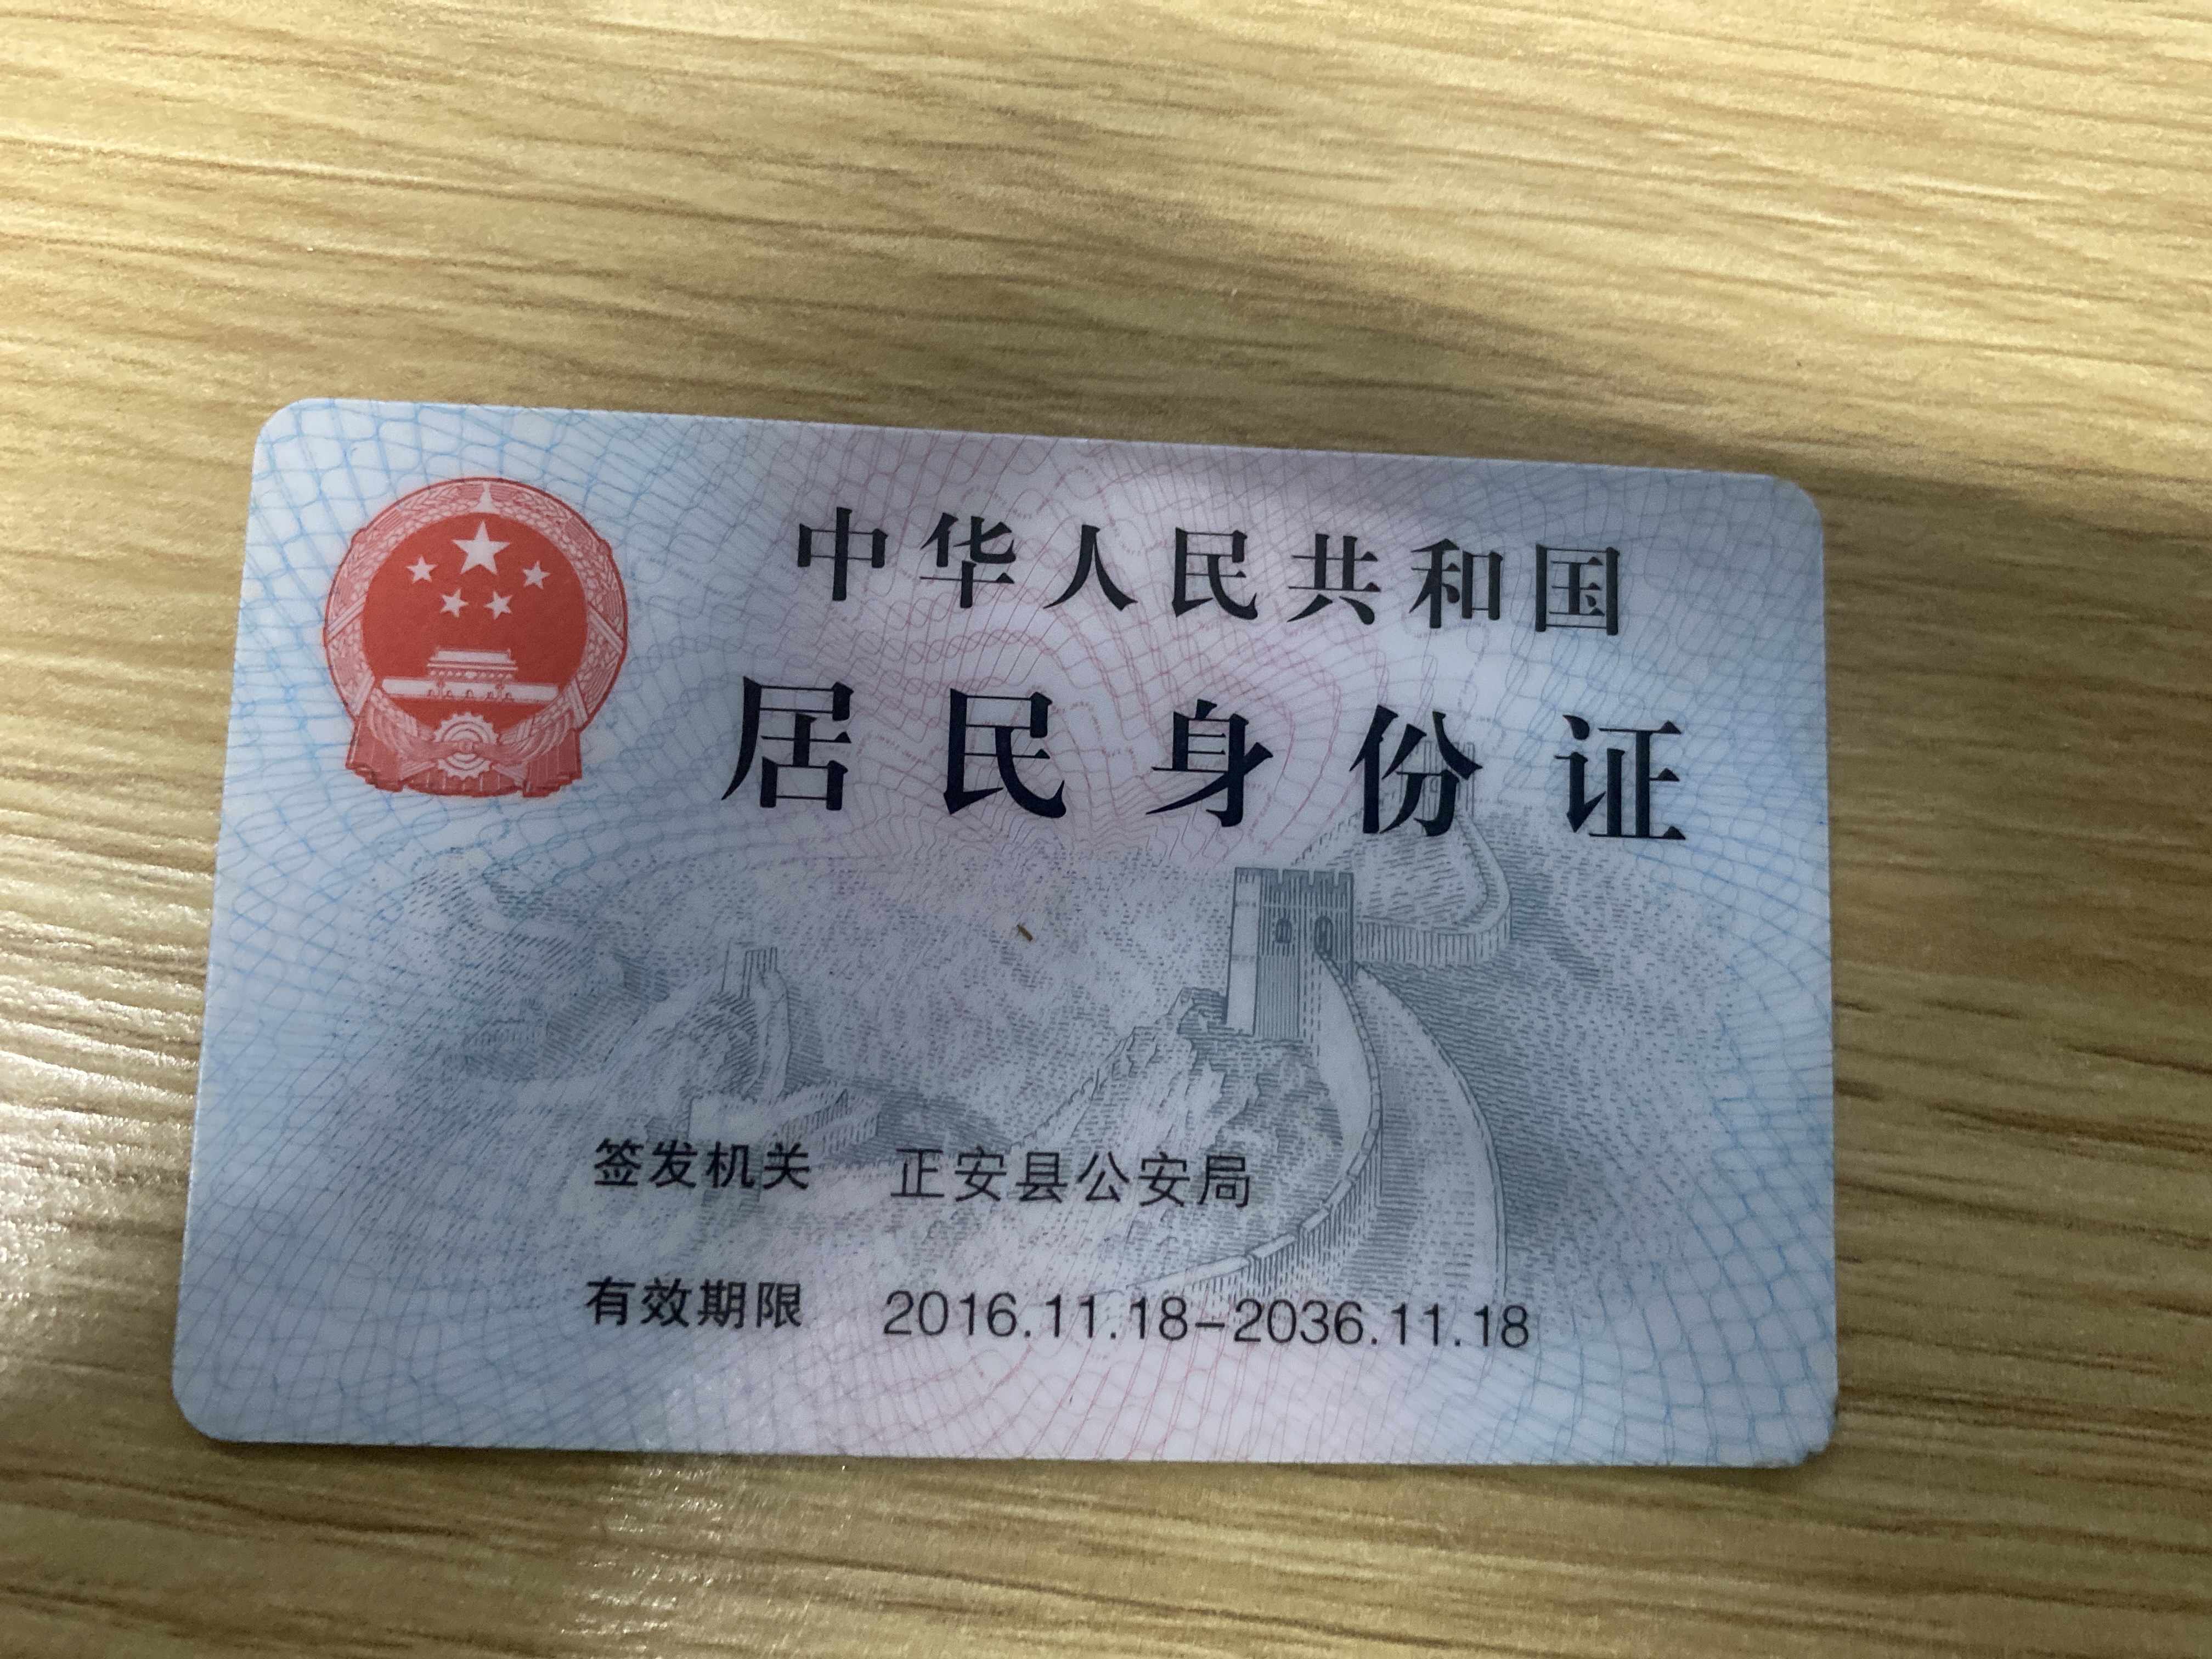 中华人民共和国
居民身份证
签发机关 正安县公安局
有效期限 2016.11.18-2036.11.18